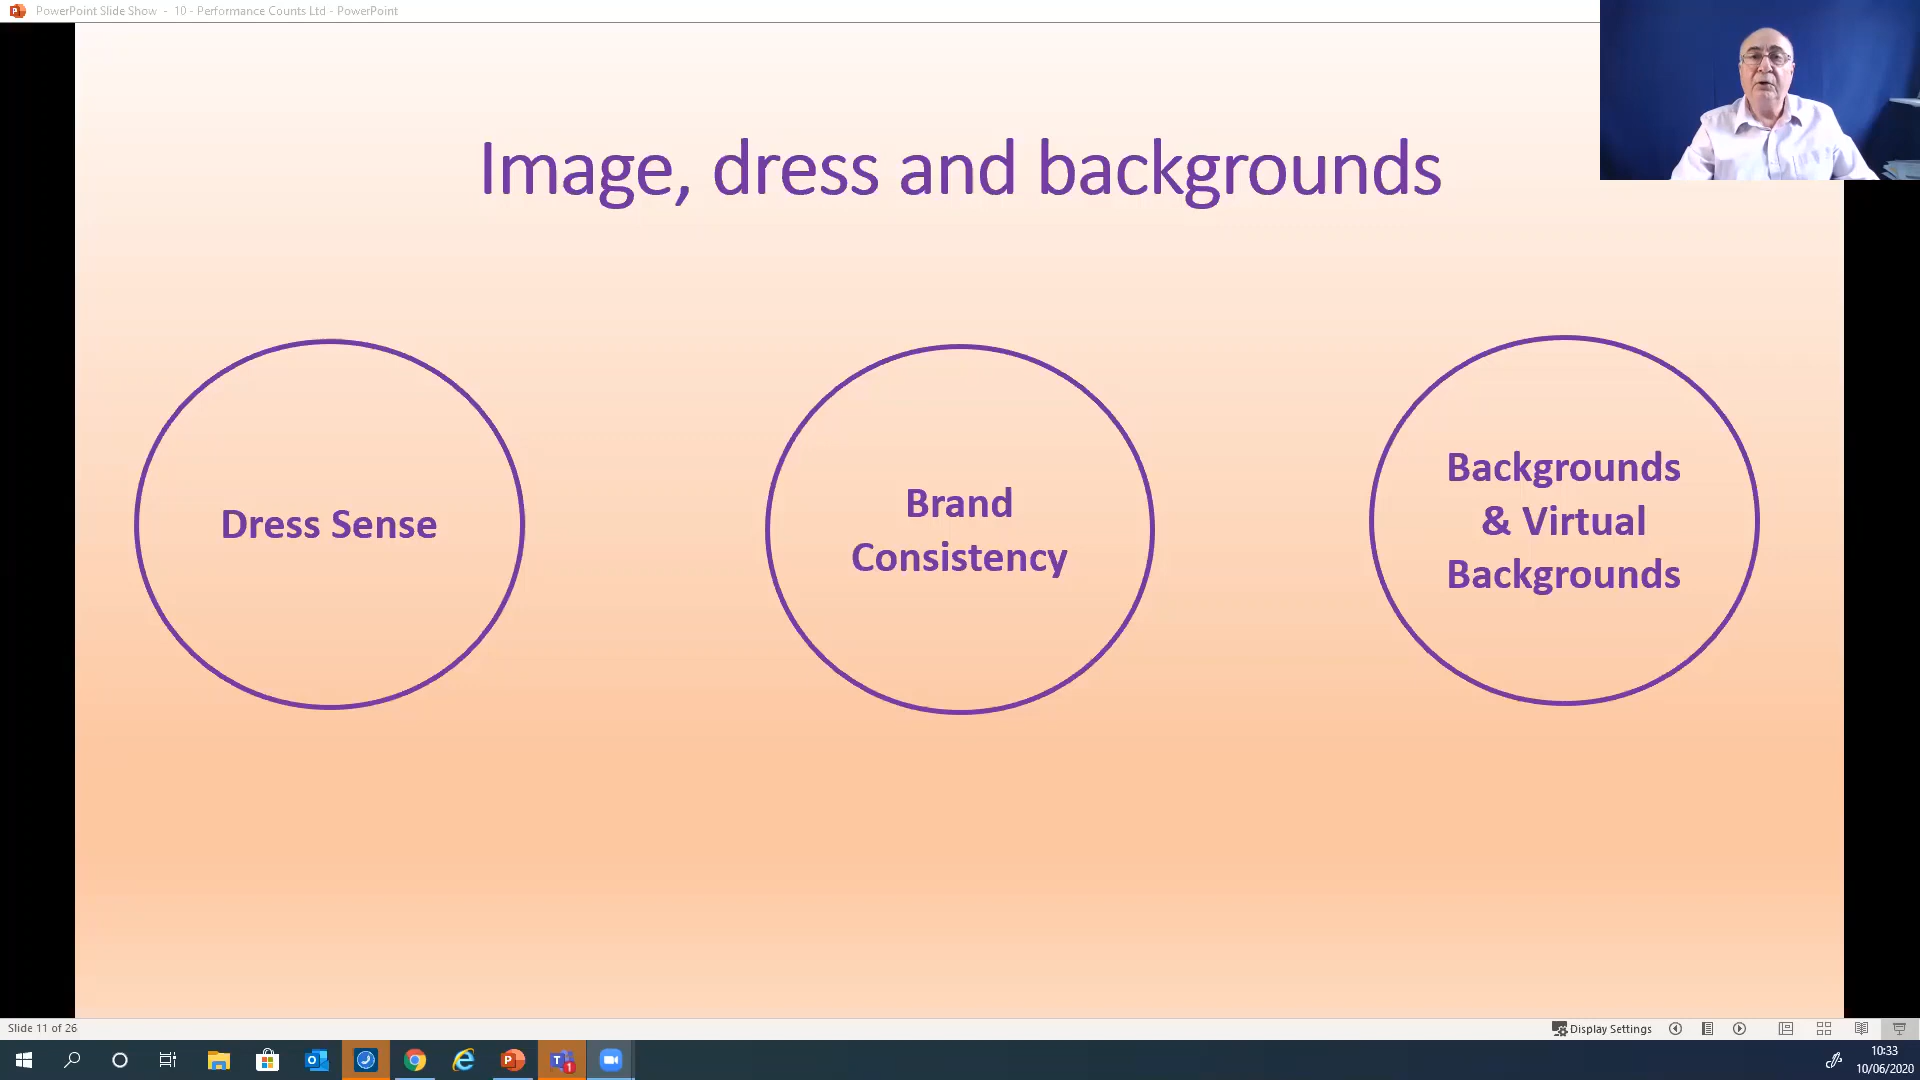 PowerPoint Slide Show - 10 - Performance Counts Ltd - PowerPoint
Image, dress and backgrounds
Dress Sense
Brand
Consistency
Backgrounds
& Virtual
Backgrounds
Slide 11 of 26
Display Settings
10:33
10/06/2020